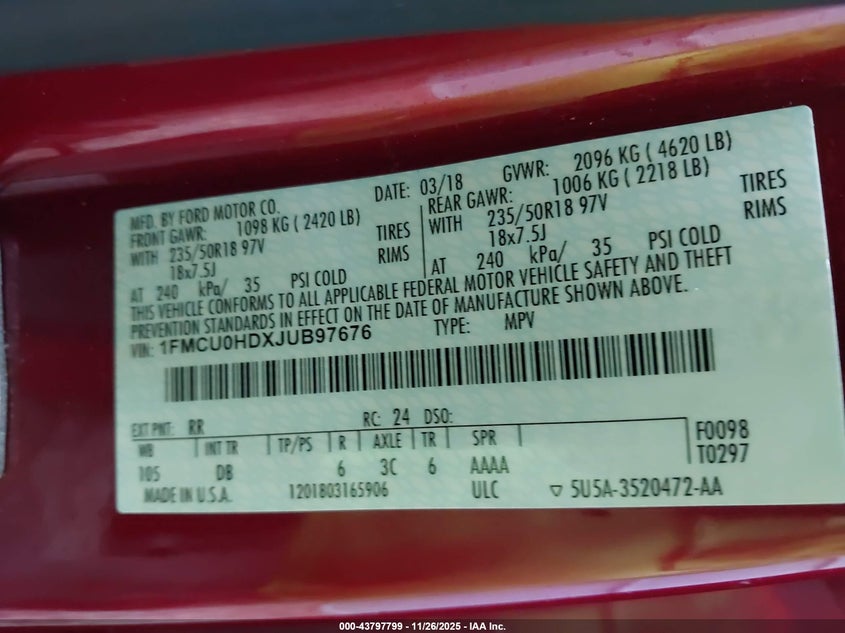 MFD. BY FORD MOTOR CO.
DATE: 03/18
GVWR: 2096 KG ( 4620 LB)
FRONT GAWR: 1098 KG ( 2420 LB)
REAR GAWR: 1006 KG ( 2218 LB)
WITH 235/50R18 97V TIRES
WITH 235/50R18 97V TIRES
18x7.5J RIMS
18x7.5J RIMS
AT 240 kPa/ 35 PSI COLD
AT 240 kPa/ 35 PSI COLD
THIS VEHICLE CONFORMS TO ALL APPLICABLE FEDERAL MOTOR VEHICLE SAFETY AND THEFT
PREVENTION STANDARDS IN EFFECT ON THE DATE OF MANUFACTURE SHOWN ABOVE.
VIN: 1FMCU0HDXJUB97676 TYPE: MPV
EXT PNT: RR RC: 24 DSO:
WB INT TR TP/PS R AXLE TR SPR
105 DB 6 3C 6 AAAA
F0098
T0297
MADE IN U.S.A. 1201803165906 ULC ▽ 5U5A-3520472-AA
000-43797799 - 11/26/2025 - IAA Inc.